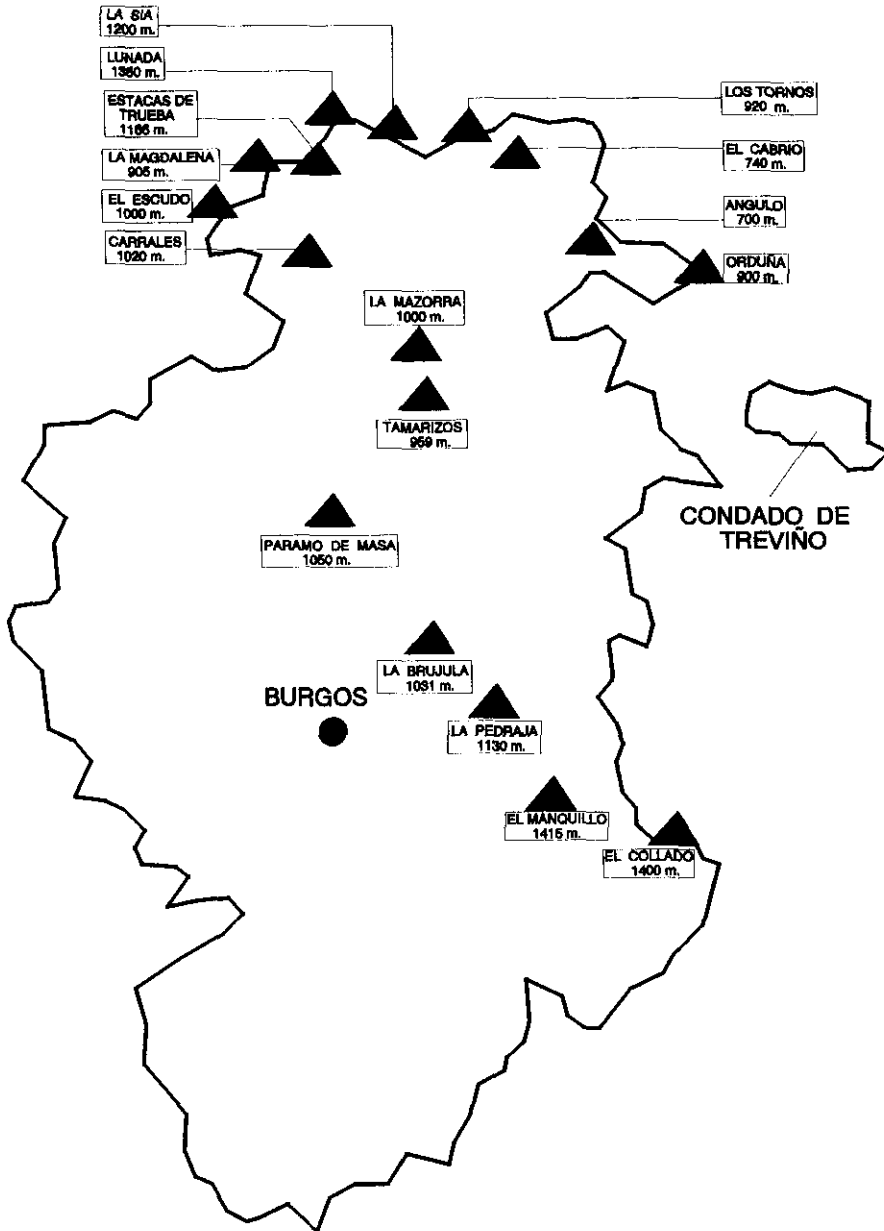 LA SIA
1200 m.
LUNADA
1350 m.
ESTACAS DE
TRUEBA
1166 m.
LA MAGDALENA
905 m.
EL ESCUDO
1000 m.
CARRALES
1020 m.
LOS TORNOS
920 m.
EL CABRIO
740 m.
ANGULO
700 m.
ORDUÑA
900 m.
LA MAZORRA
1000 m.
TAMARIZOS
959 m.
CONDADO DE
TREVIÑO
PARAMO DE MASA
1050 m.
LA BRUJULA
1031 m.
BURGOS
LA PEDRAJA
1130 m.
EL MANQUILLO
1415 m.
EL COLLADO
1400 m.